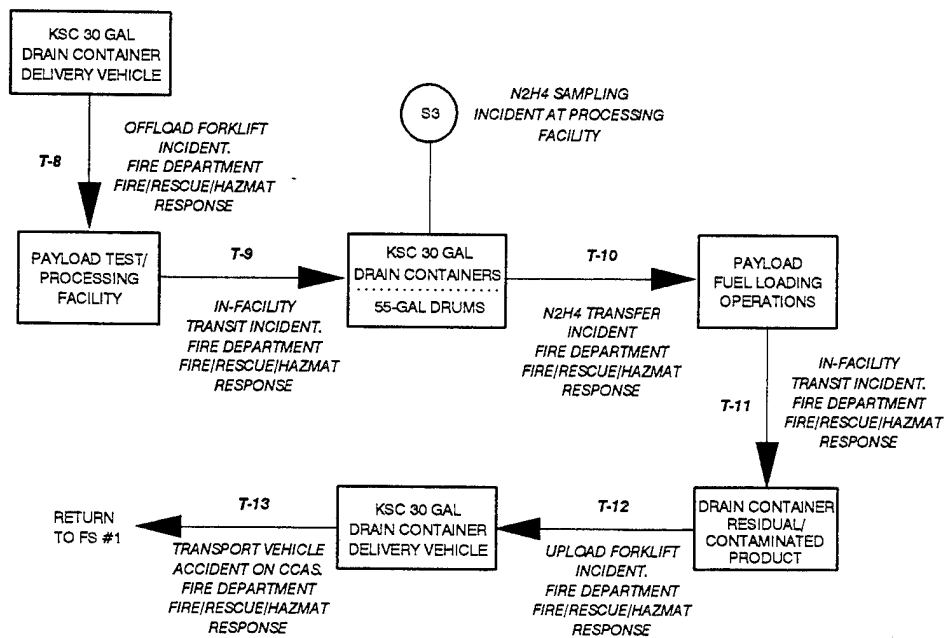 KSC 30 GAL
DRAIN CONTAINER
DELIVERY VEHICLE
T-8
OFFLOAD FORKLIFT
INCIDENT.
FIRE DEPARTMENT
FIRE/RESCUE/HAZMAT
RESPONSE
S3
N2H4 SAMPLING
INCIDENT AT PROCESSING
FACILITY
PAYLOAD TEST/
PROCESSING
FACILITY
T-9
IN-FACILITY
TRANSIT INCIDENT.
FIRE DEPARTMENT
FIRE/RESCUE/HAZMAT
RESPONSE
KSC 30 GAL
DRAIN CONTAINERS
55-GAL DRUMS
T-10
N2H4 TRANSFER
INCIDENT
FIRE DEPARTMENT
FIRE/RESCUE/HAZMAT
RESPONSE
PAYLOAD
FUEL LOADING
OPERATIONS
T-11
IN-FACILITY
TRANSIT INCIDENT.
FIRE DEPARTMENT
FIRE/RESCUE/HAZMAT
RESPONSE
DRAIN CONTAINER
RESIDUAL/
CONTAMINATED
PRODUCT
T-12
UPLOAD FORKLIFT
INCIDENT.
FIRE DEPARTMENT
FIRE/RESCUE/HAZMAT
RESPONSE
KSC 30 GAL
DRAIN CONTAINER
DELIVERY VEHICLE
T-13
TRANSPORT VEHICLE
ACCIDENT ON CCAS.
FIRE DEPARTMENT
FIRE/RESCUE/HAZMAT
RESPONSE
RETURN
TO FS #1